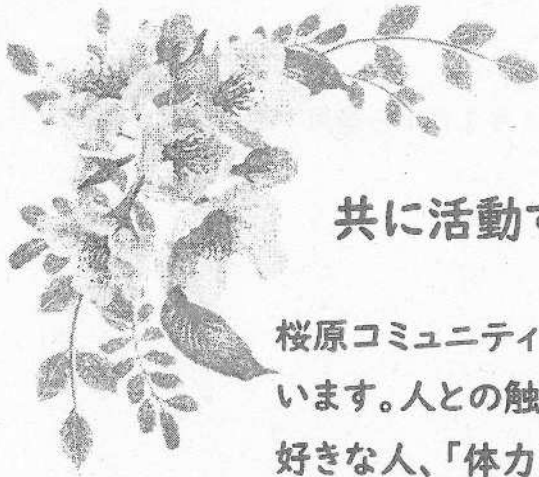 共に活動す
桜原コミュニティ
います。人との触
好きな人、「体力